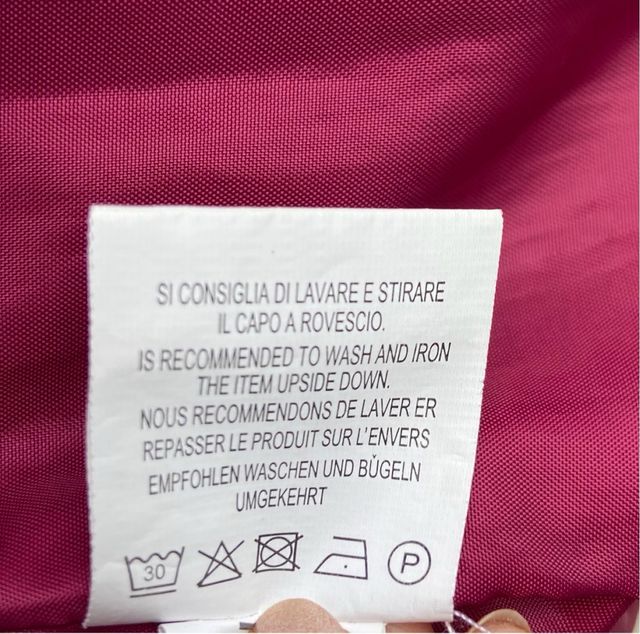 SI CONSIGLIA DI LAVARE E STIRARE
IL CAPO A ROVESCIO.
IS RECOMMENDED TO WASH AND IRON
THE ITEM UPSIDE DOWN.
NOUS RECOMMENDONS DE LAVER ER
REPASSER LE PRODUIT SUR L'ENVERS
EMPFOHLEN WASCHEN UND BǓGELN
UMGEKEHRT
30 P